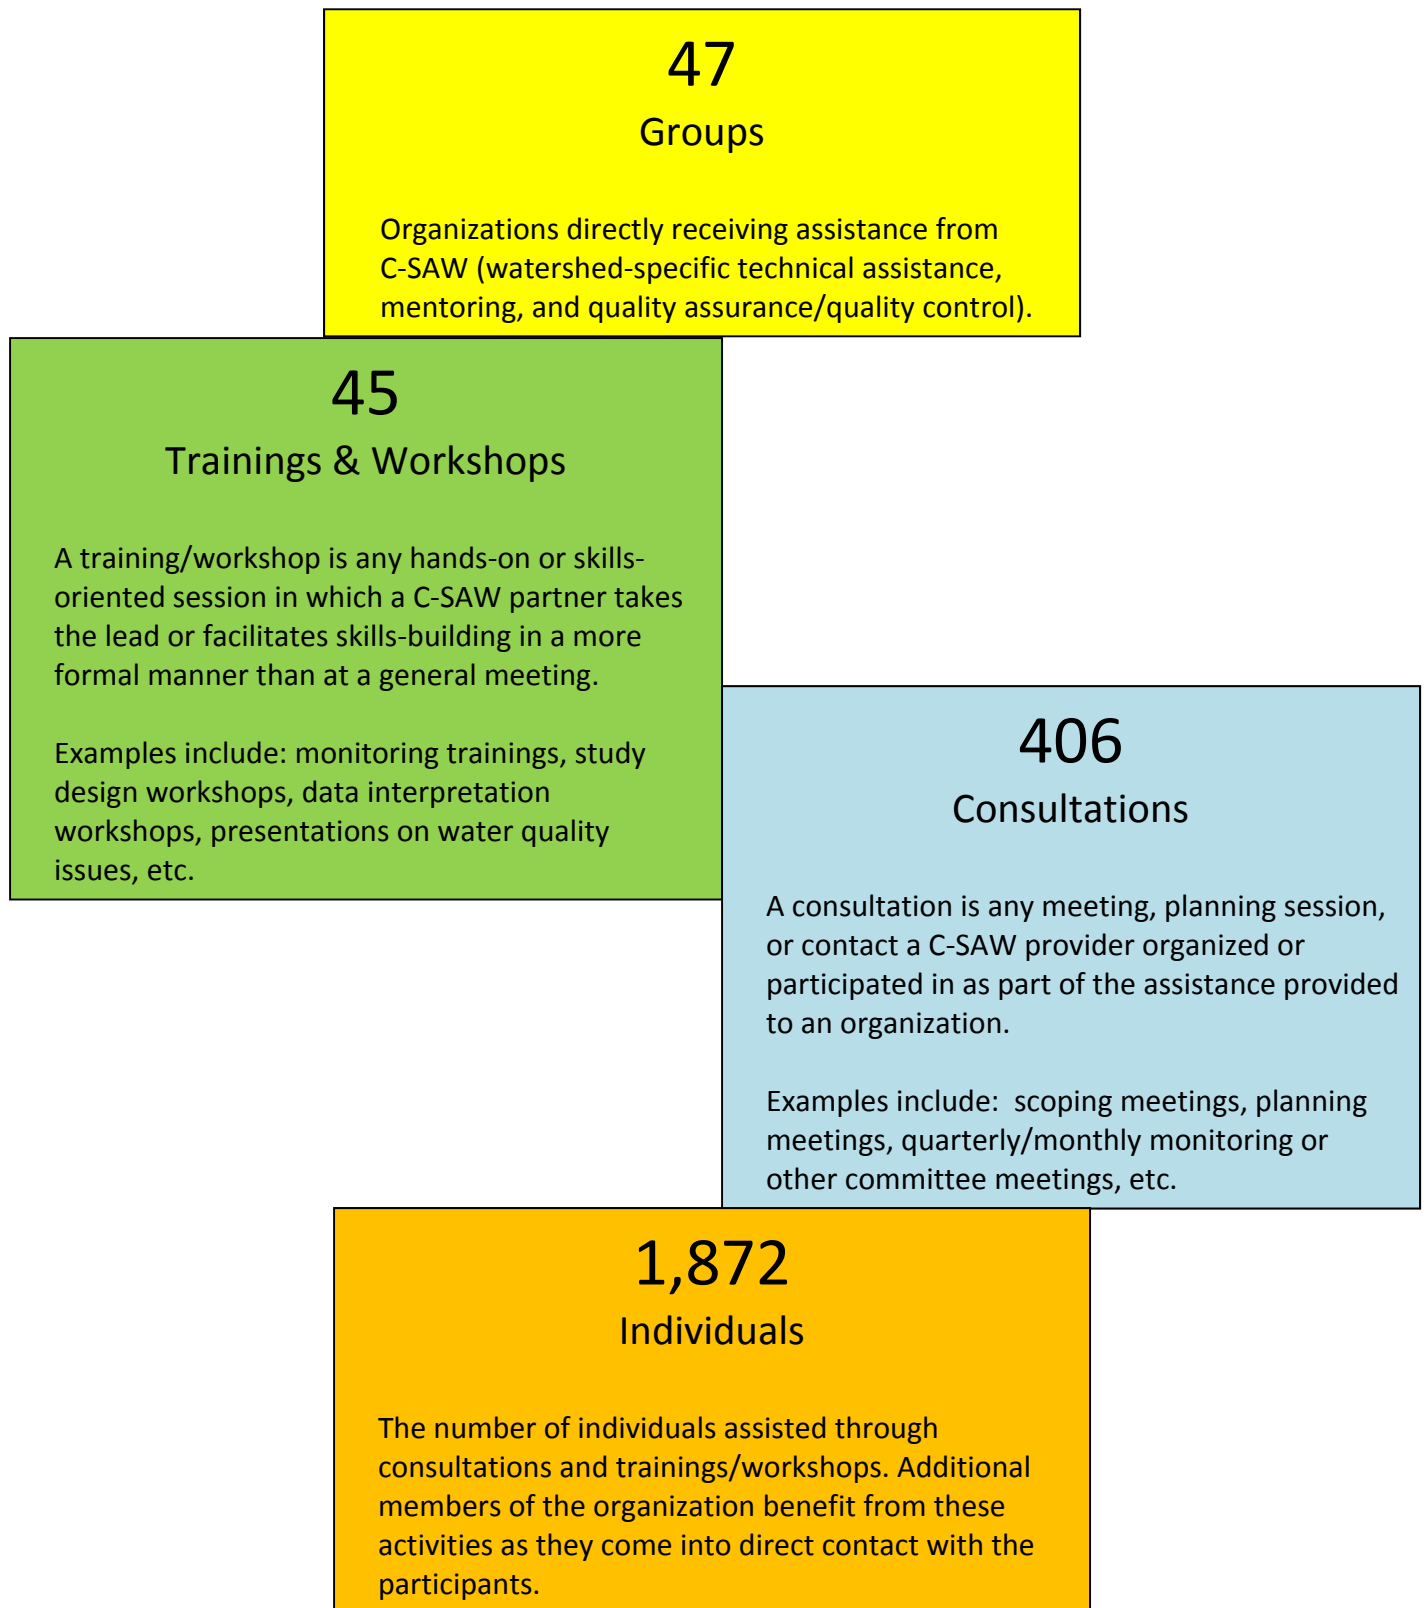 47
Groups
Organizations directly receiving assistance from
C-SAW (watershed-specific technical assistance,
mentoring, and quality assurance/quality control).
45
Trainings & Workshops
A training/workshop is any hands-on or skills-
oriented session in which a C-SAW partner takes
the lead or facilitates skills-building in a more
formal manner than at a general meeting.
Examples include: monitoring trainings, study
design workshops, data interpretation
workshops, presentations on water quality
issues, etc.
406
Consultations
A consultation is any meeting, planning session,
or contact a C-SAW provider organized or
participated in as part of the assistance provided
to an organization.
Examples include:  scoping meetings, planning
meetings, quarterly/monthly monitoring or
other committee meetings, etc.
1,872
Individuals
The number of individuals assisted through
consultations and trainings/workshops. Additional
members of the organization benefit from these
activities as they come into direct contact with the
participants.